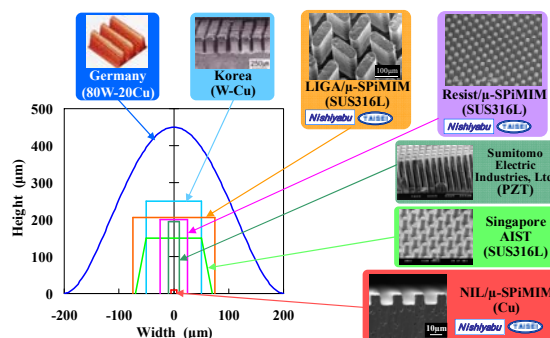 Germany
(80W-20Cu)
Korea
(W-Cu)
250μm
LIGA/μ-SPiMIM
(SUS316L)
100μm
Nishiyabu TAISEI
Resist/μ-SPiMIM
(SUS316L)
Nishiyabu TAISEI
Sumitomo
Electric
Industries, Ltd
(PZT)
Singapore
AIST
(SUS316L)
NIL/μ-SPiMIM
(Cu)
10μm
Nishiyabu TAISEI
Height (μm)
500
400
300
200
100
0
-200 -100 0 100 200
Width (μm)